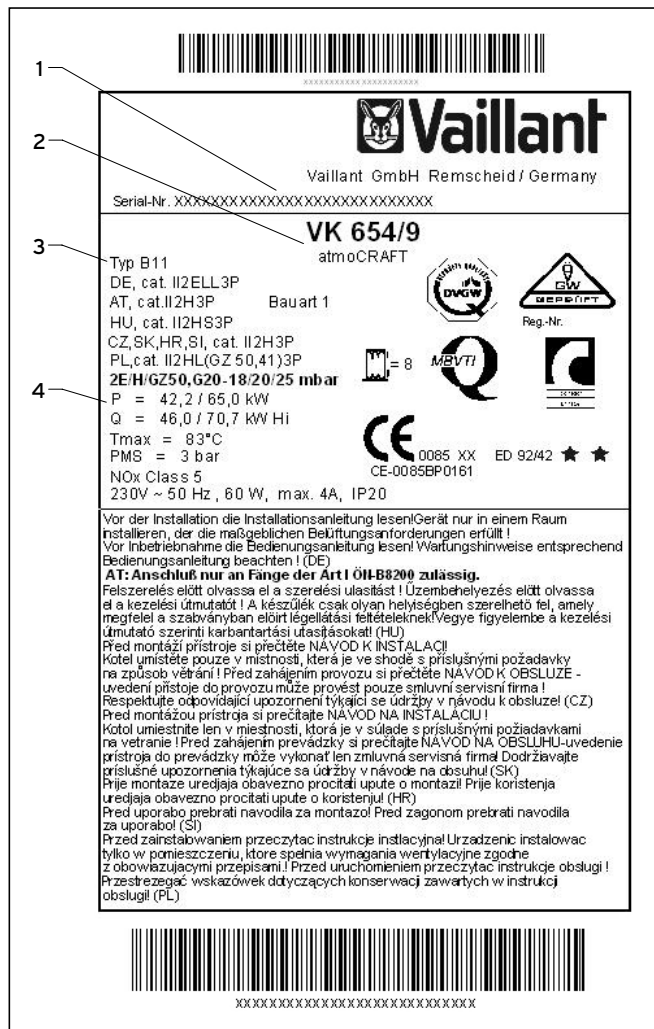 XXXXXXXXXXXXXXXXXXXXXX
1
Vaillant
2
Vaillant GmbH Remscheid / Germany
Serial-Nr. XXXXXXXXXXXXXXXXXXXXXXXXXXXX
VK 654/9
atmoCRAFT
3
Typ B11
DE, cat. II2ELL3P
AT, cat.II2H3P Bauart 1
HU, cat. II2HS3P
CZ,SK,HR,SI, cat. II2H3P
PL,cat. II2HL(GZ 50,41)3P
DVGW
GW
GEPRÜFT
Reg.-Nr.
= 8
MBVTI
2E/H/GZ50,G20-18/20/25 mbar
4
P = 42,2 / 65,0 kW
Q = 46,0 / 70,7 kW Hi
Tmax = 83°C
PMS = 3 bar
NOx Class 5
230V ~ 50 Hz , 60 W, max. 4A, IP20
CE 0085 XX ED 92/42 ★ ★
CE-0085BP0161
Vor der Installation die Installationsanleitung lesen!Gerät nur in einem Raum
installieren, der die maßgeblichen Belüftungsanforderungen erfüllt !
Vor Inbetriebnahme die Bedienungsanleitung lesen! Wartungshinweise entsprechend
Bedienungsanleitung beachten ! (DE)
AT: Anschluß nur an Fänge der Art I ÖN-B8200 zulässig.
Felszerelés elött olvassa el a szerelési ulasitást ! Üzembehelyezés elött olvassa
el a kezelési útmutatót ! A készűlék csak olyan helyiségben szerelhető fel, amely
megfelel a szabványban elöirt légellátási feltételeknek!Vegye figyelembe a kezelési
útmutató szerinti karbantartási utasításokat! (HU)
Před montáží přístroje si přečtěte NÁVOD K INSTALACI!
Kotel umístěte pouze v místnosti, která je ve shodě s příslušnými požadavky
na způsob větrání ! Před zahájením provozu si přečtěte NÁVOD K OBSLUZE -
uvedení přístoje do provozu může provést pouze smluvní servisní firma !
Respektujte odpovídající upozornení týkající se údržby v návodu k obsluze! (CZ)
Pred montážou prístroja si prečítajte NÁVOD NA INŠTALÁCIU !
Kotol umiestnite len v miestnosti, ktorá je v súlade s príslušnými požiadavkami
na vetranie ! Pred zahájením prevádzky si prečítajte NÁVOD NA OBSLUHU-uvedenie
prístroja do prevádzky môže vykonať len zmluvná servisná firma! Dodržiavajte
príslušné upozornenia týkajúce sa údržby v návode na obsuhu! (SK)
Prije montaze uredjaja obavezno procitati upute o montazi! Prije koristenja
uredjaja obavezno procitati upute o koristenju! (HR)
Pred uporabo prebrati navodila za montazo! Pred zagonom prebrati navodila
za uporabo! (SI)
Przed zainstalowaniem przeczytac instrukcje instlacyjna! Urzadzenic instalowac
tylko w pomieszczeniu, ktore spelnia wymagania wentylacyjne zgodne
z obowiazujacymi przepisami.! Przed uruchomieniem przeczytac instrukcje obslugi !
Przestrezegać wskazówek dotyczących konserwacji zawartych w instrukcji
obslugi! (PL)
XXXXXXXXXXXXXXXXXXXXXXXXXXXX